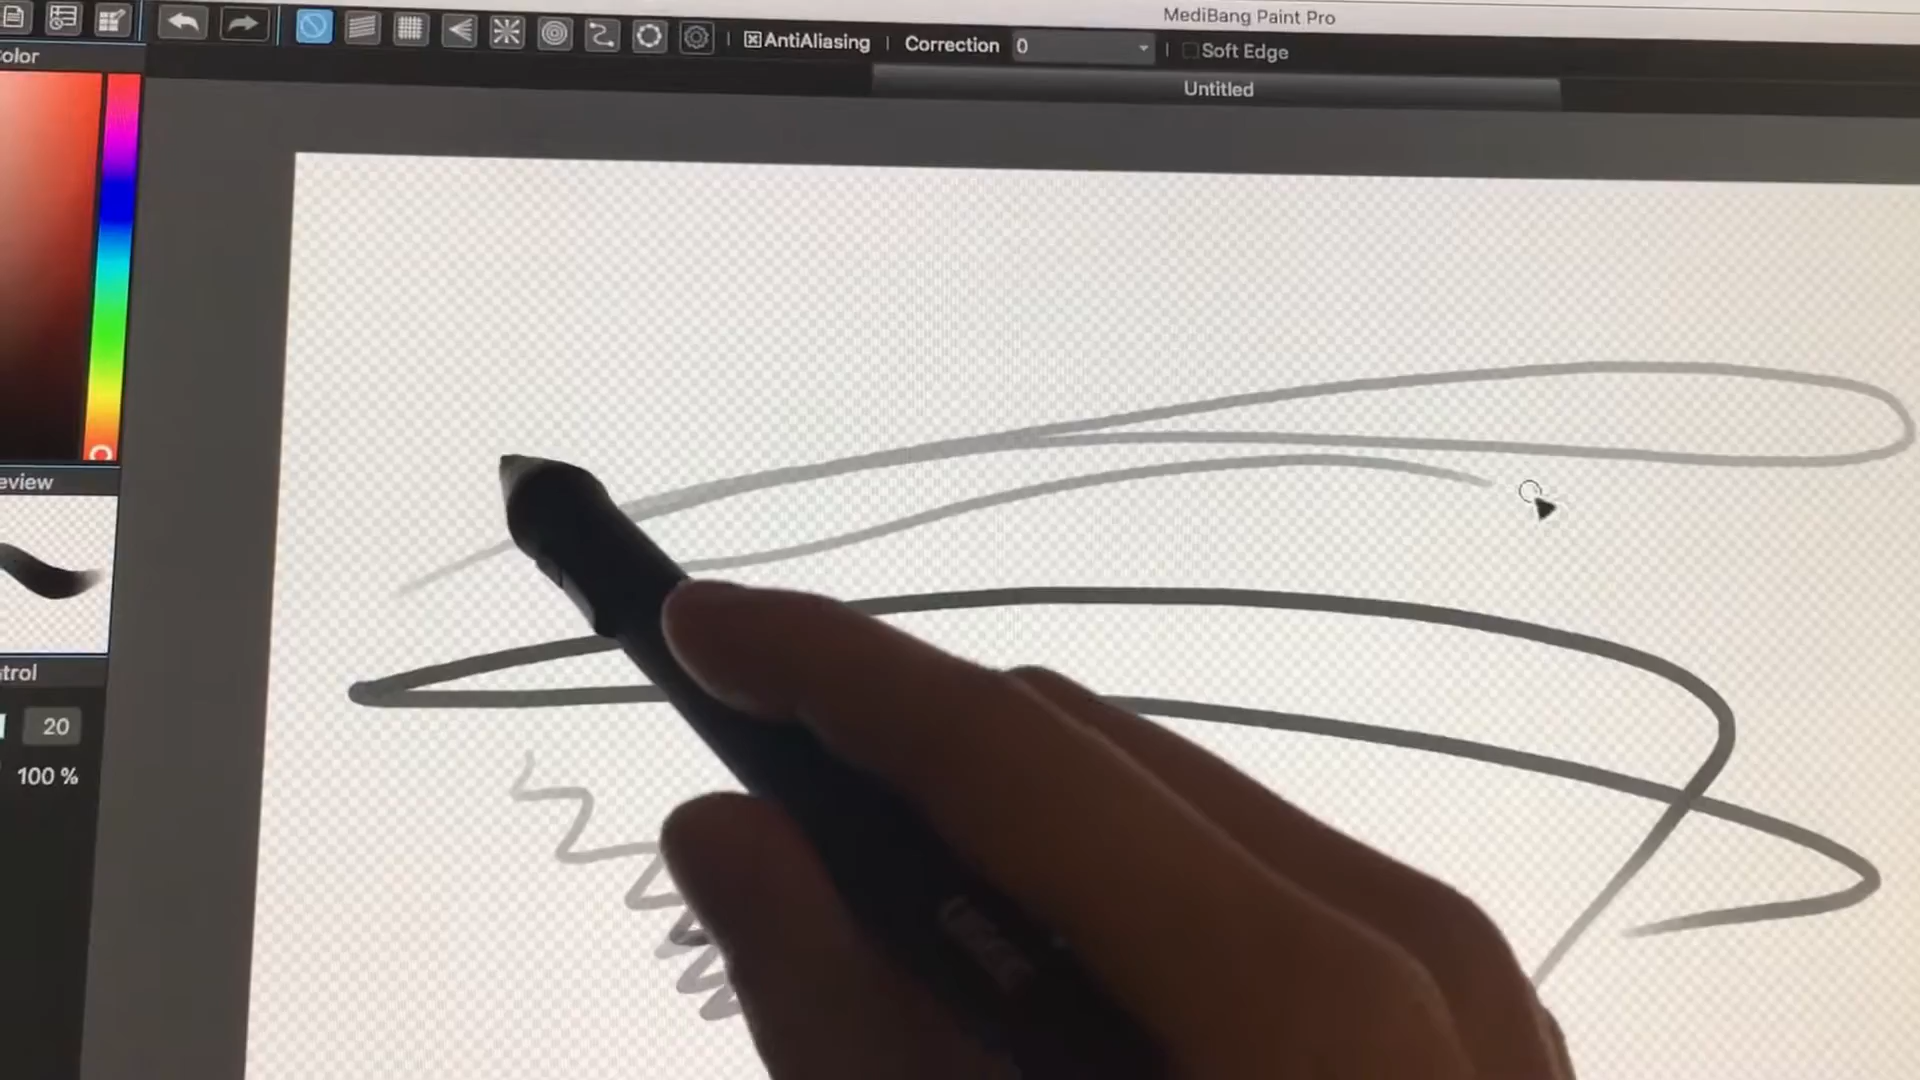 MediBang Paint Pro
AntiAliasing
Correction
0
Soft Edge
Untitled
olor
eview
trol
20
100 %